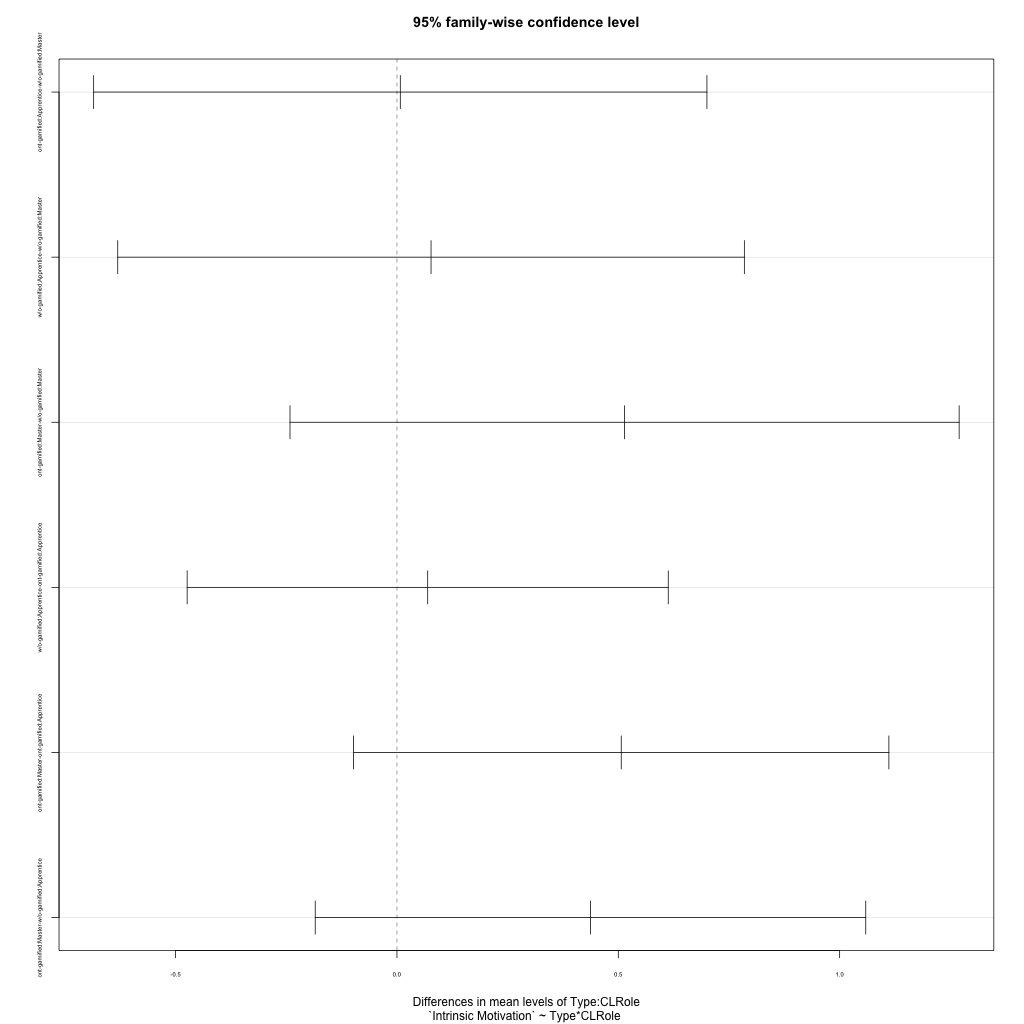 95% family-wise confidence level
ont-gamified:Apprentice-w/o-gamified:Master
w/o-gamified:Apprentice-w/o-gamified:Master
ont-gamified:Master-w/o-gamified:Master
w/o-gamified:Apprentice-ont-gamified:Apprentice
ont-gamified:Master-ont-gamified:Apprentice
ont-gamified:Master-w/o-gamified:Apprentice
-0.5 0.0 0.5 1.0
Differences in mean levels of Type:CLRole
`Intrinsic Motivation` ~ Type*CLRole